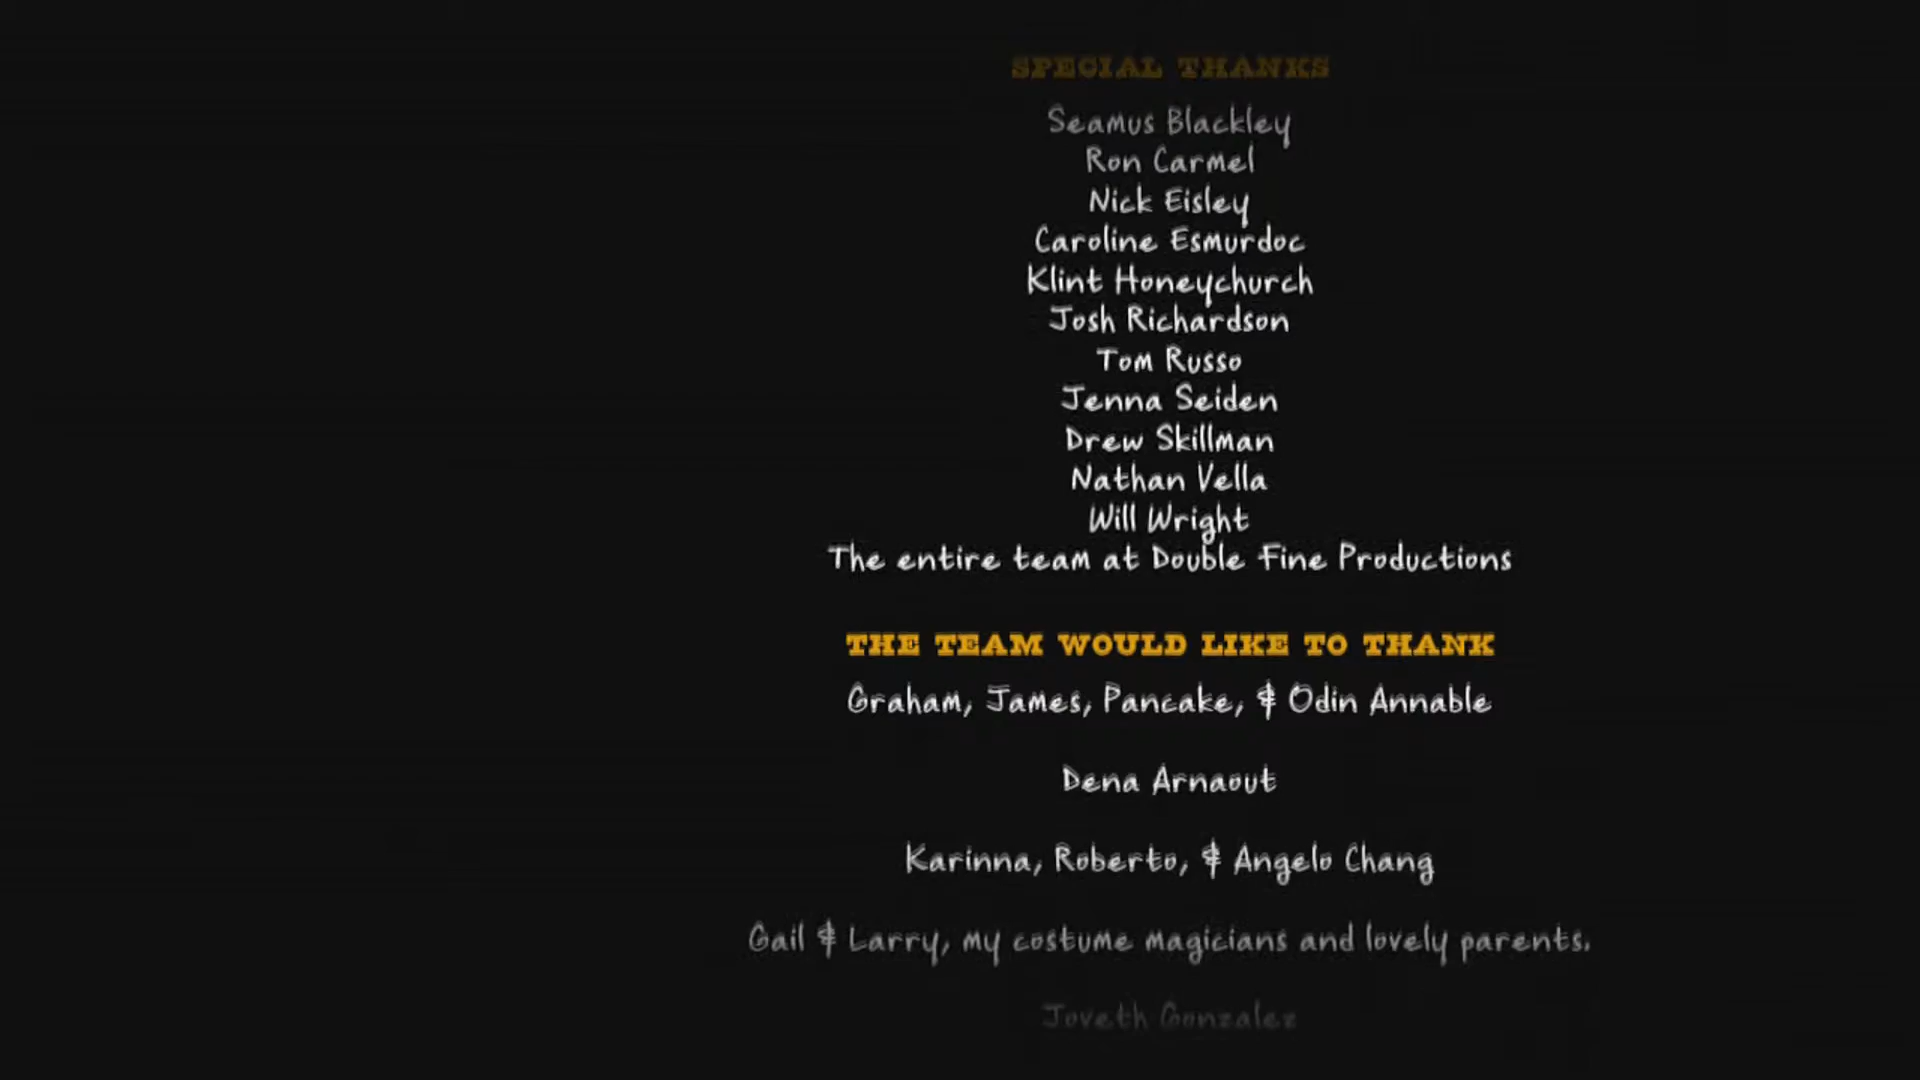 SPECIAL THANKS
Seamus Blackley
Ron Carmel
Nick Eisley
Caroline Esmurdoc
Klint Honeychurch
Josh Richardson
Tom Russo
Jenna Seiden
Drew Skillman
Nathan Vella
Will Wright
The entire team at Double Fine Productions
THE TEAM WOULD LIKE TO THANK
Graham, James, Pancake, & Odin Annable
Dena Arnaout
Karinna, Roberto, & Angelo Chang
Gail & Larry, my costume magicians and lovely parents.
Joveth Gonzalez